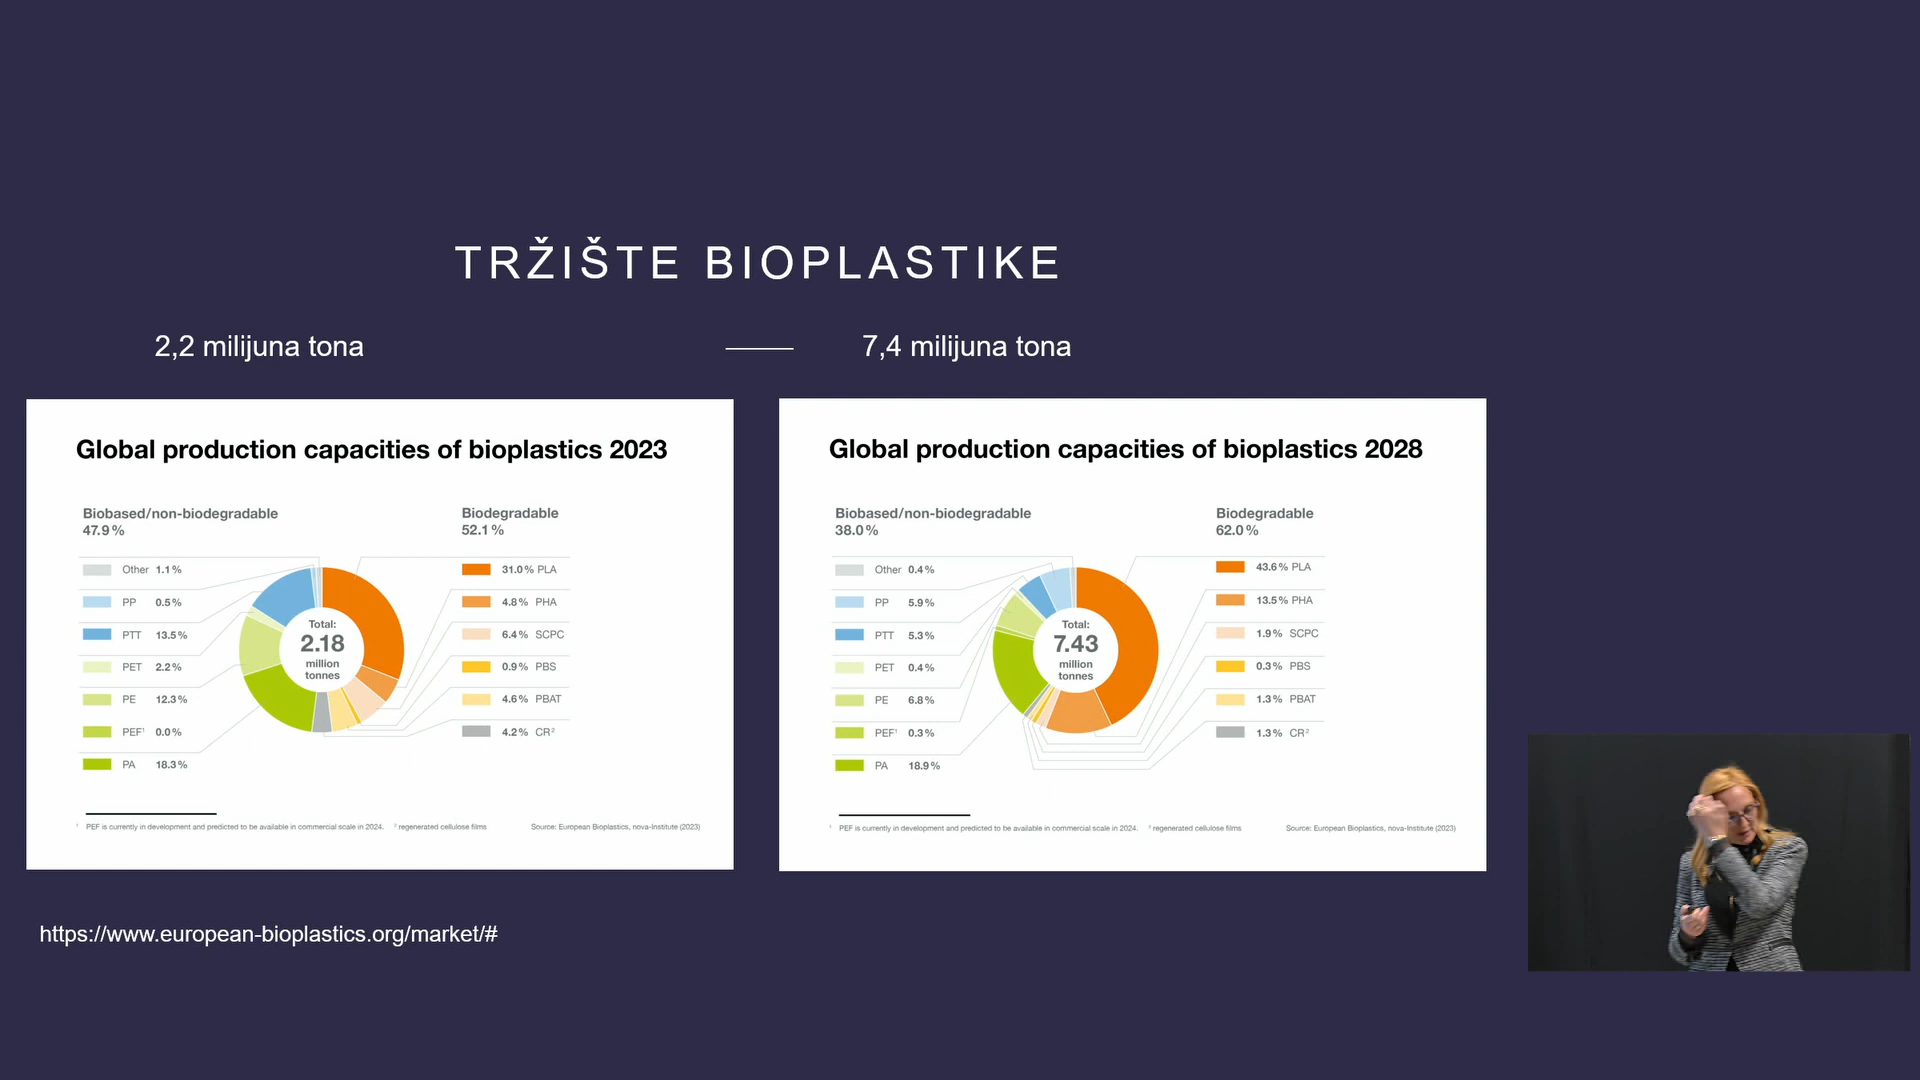 TRŽIŠTE BIOPLASTIKE
2,2 milijuna tona
7,4 milijuna tona
Global production capacities of bioplastics 2023
Biobased/non-biodegradable
47.9 %
Biodegradable
52.1 %
Other 1.1 %
PP 0.5 %
PTT 13.5 %
PET 2.2 %
PE 12.3 %
PEF¹ 0.0 %
PA 18.3 %
Total:
2.18
million
tonnes
31.0 % PLA
4.8 % PHA
6.4 % SCPC
0.9 % PBS
4.6 % PBAT
4.2 % CR²
¹ PEF is currently in development and predicted to be available in commercial scale in 2024. ² regenerated cellulose films
Source: European Bioplastics, nova-Institute (2023)
Global production capacities of bioplastics 2028
Biobased/non-biodegradable
38.0 %
Biodegradable
62.0 %
Other 0.4 %
PP 5.9 %
PTT 5.3 %
PET 0.4 %
PE 6.8 %
PEF¹ 0.3 %
PA 18.9 %
Total:
7.43
million
tonnes
43.6 % PLA
13.5 % PHA
1.9 % SCPC
0.3 % PBS
1.3 % PBAT
1.3 % CR²
¹ PEF is currently in development and predicted to be available in commercial scale in 2024. ² regenerated cellulose films
Source: European Bioplastics, nova-Institute (2023)
https://www.european-bioplastics.org/market/#